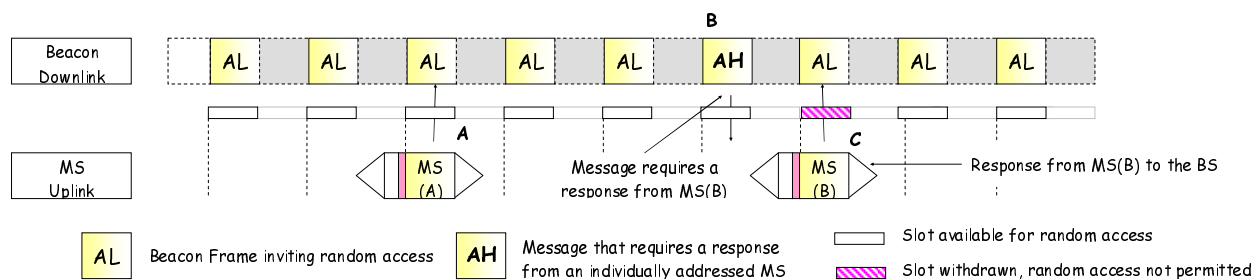 B
Beacon
Downlink
AL AL AL AL AL AH AL AL AL
A
C
MS
Uplink
MS
(A)
Message requires a
response from MS(B)
MS
(B)
Response from MS(B) to the BS
AL
Beacon Frame inviting random access
AH
Message that requires a response
from an individually addressed MS
Slot available for random access
Slot withdrawn, random access not permitted